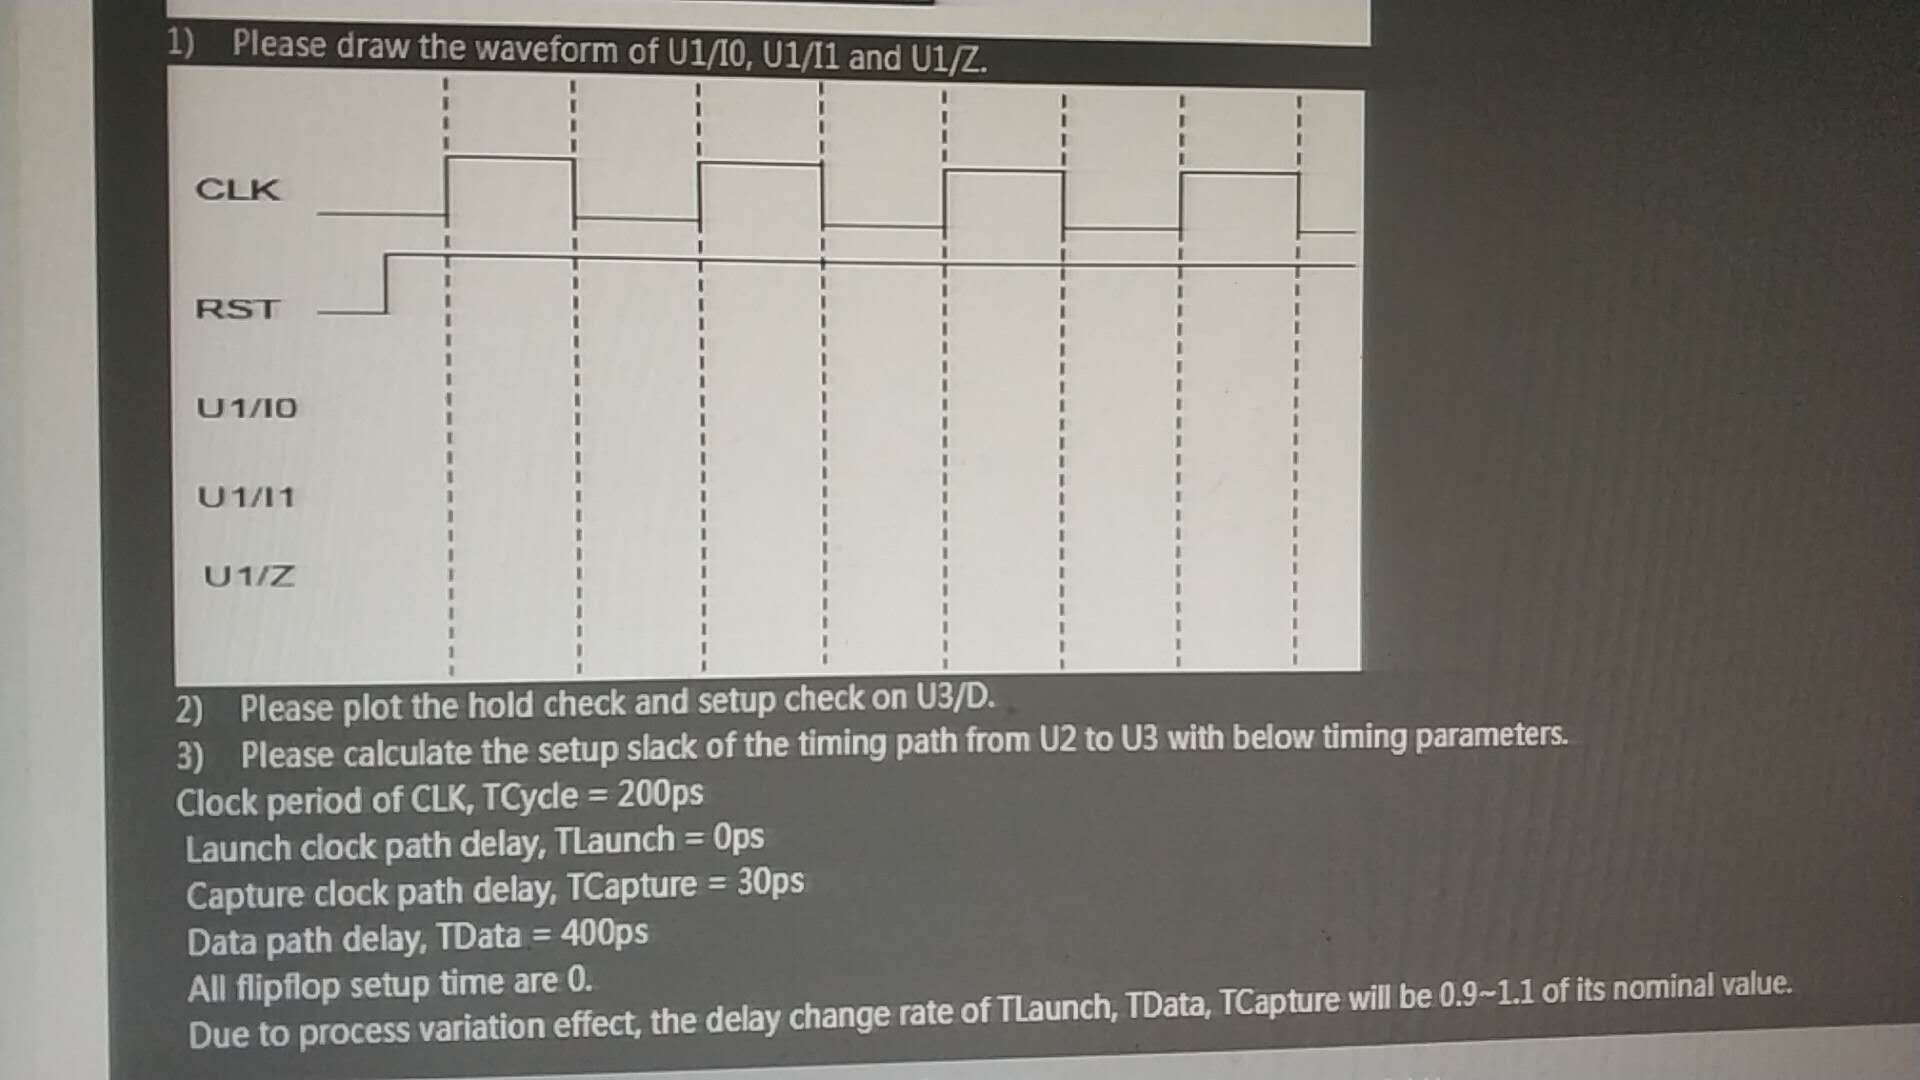 1) Please draw the waveform of U1/I0, U1/I1 and U1/Z.
CLK
RST
U1/I0
U1/I1
U1/Z
2) Please plot the hold check and setup check on U3/D.
3) Please calculate the setup slack of the timing path from U2 to U3 with below timing parameters.
Clock period of CLK, TCycle = 200ps
Launch clock path delay, TLaunch = 0ps
Capture clock path delay, TCapture = 30ps
Data path delay, TData = 400ps
All flipflop setup time are 0.
Due to process variation effect, the delay change rate of TLaunch, TData, TCapture will be 0.9~1.1 of its nominal value.